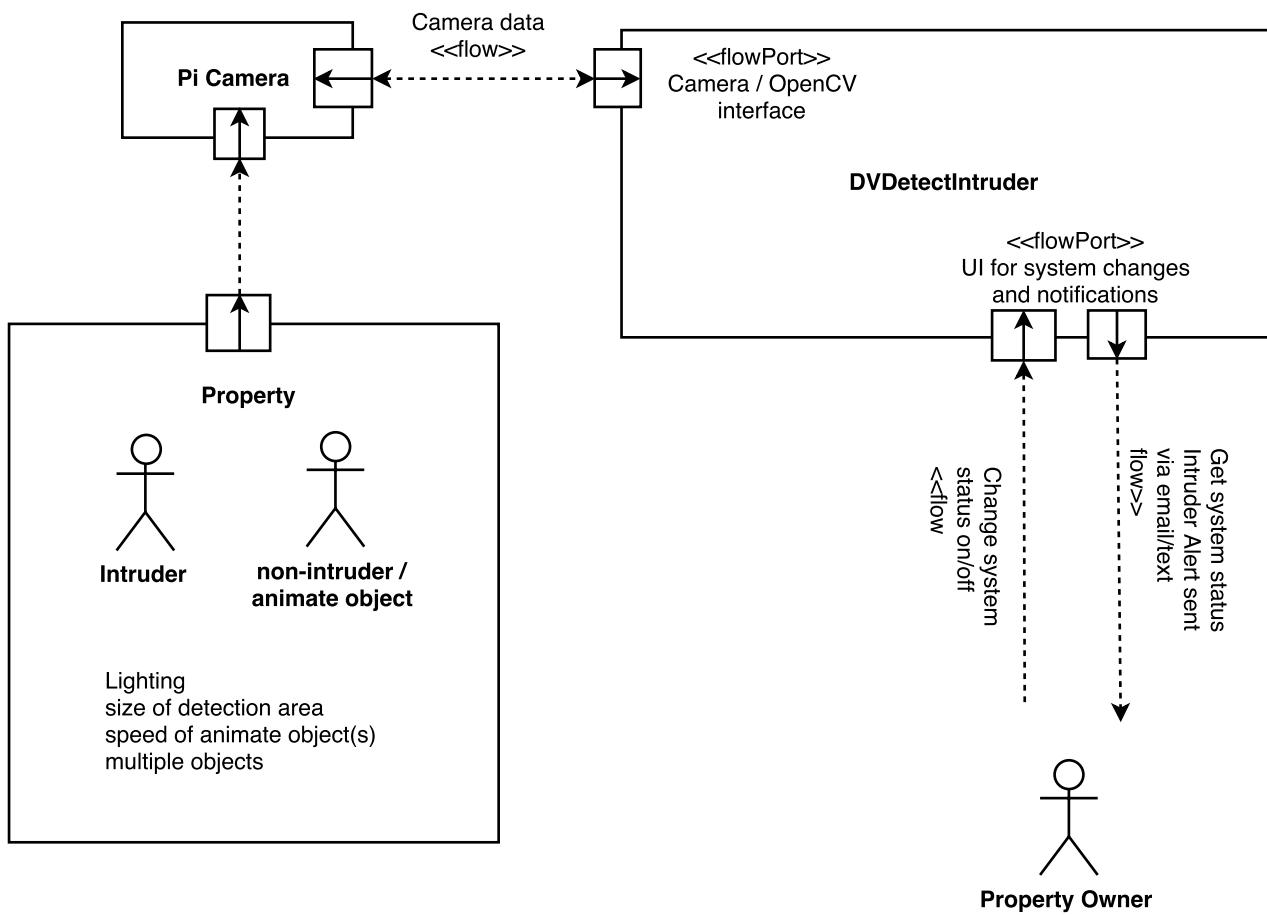 Camera data
<<flow>>
Pi Camera
<<flowPort>>
Camera / OpenCV
interface
DVDetectIntruder
<<flowPort>>
UI for system changes
and notifications
Property
Intruder
non-intruder /
animate object
Lighting
size of detection area
speed of animate object(s)
multiple objects
Change system
status on/off
<<flow
Get system status
Intruder Alert sent
via email/text
flow>>
Property Owner